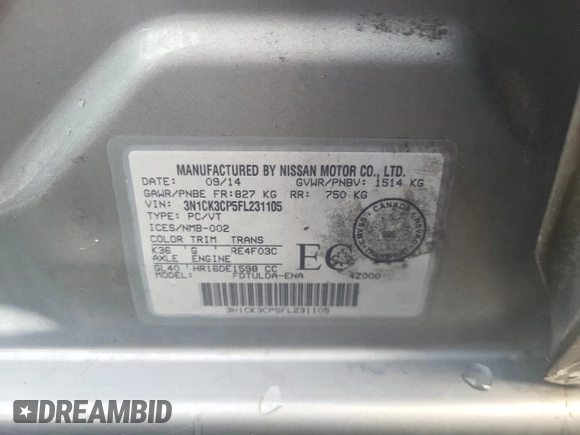 MANUFACTURED BY NISSAN MOTOR CO., LTD.
DATE: 09/14 GVWR/PNBV: 1514 KG
GAWR/PNBE FR:827 KG RR: 750 KG
VIN: 3N1CK3CP5FL231105
TYPE: PC/VT
ICES/NMB-002
COLOR TRIM TRANS
K36 G RE4F03C
AXLE ENGINE
GL40 HR16DE1598 CC
FDTULDA-ENA 4Z000
EC
CANADA
3N1CK3CP5FL231105
DREAMBID